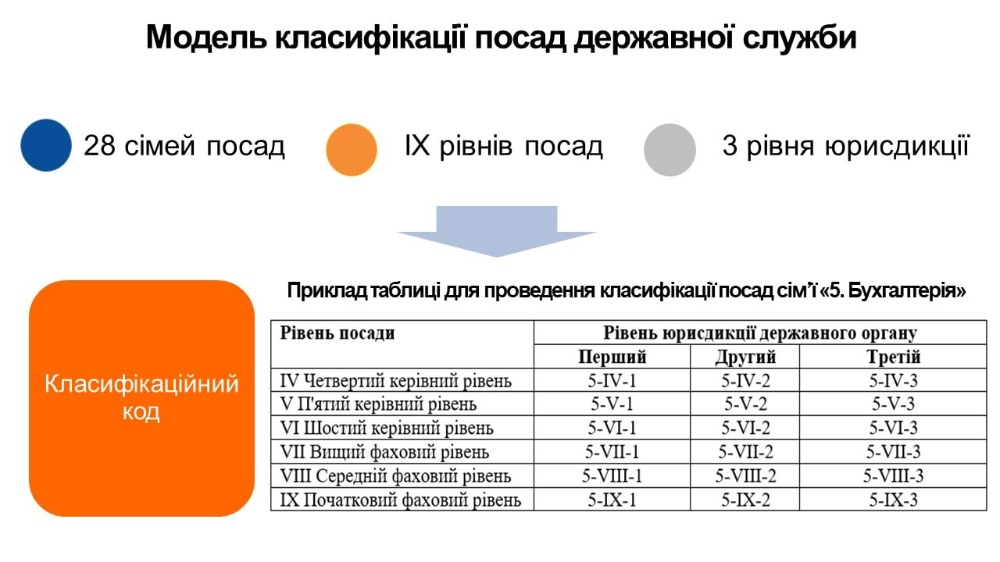 Модель класифікації посад державної служби
28 сімей посад
IX рівнів посад
3 рівня юрисдикції
Приклад таблиці для проведення класифікації посад сім’ї «5. Бухгалтерія»
Класифікаційний
код
Рівень посади
Рівень юрисдикції державного органу
Перший Другий Третій
IV Четвертий керівний рівень 5-IV-1 5-IV-2 5-IV-3
V П'ятий керівний рівень 5-V-1 5-V-2 5-V-3
VI Шостий керівний рівень 5-VI-1 5-VI-2 5-VI-3
VII Вищий фаховий рівень 5-VII-1 5-VII-2 5-VII-3
VIII Середній фаховий рівень 5-VIII-1 5-VIII-2 5-VIII-3
IX Початковий фаховий рівень 5-IX-1 5-IX-2 5-IX-3